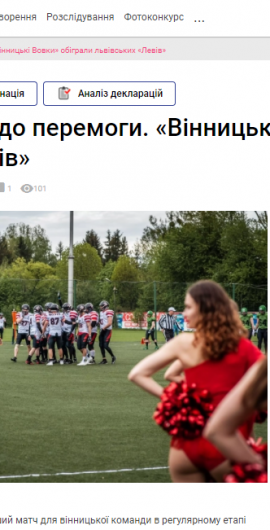 ворення Розслідування Фотоконкурс ...
інницькі Вовки» обіграли львівських «Левів»
нація Аналіз декларацій
до перемоги. «Вінницьк
ів»
1 101
ий матч для вінницької команди в регулярному етапі